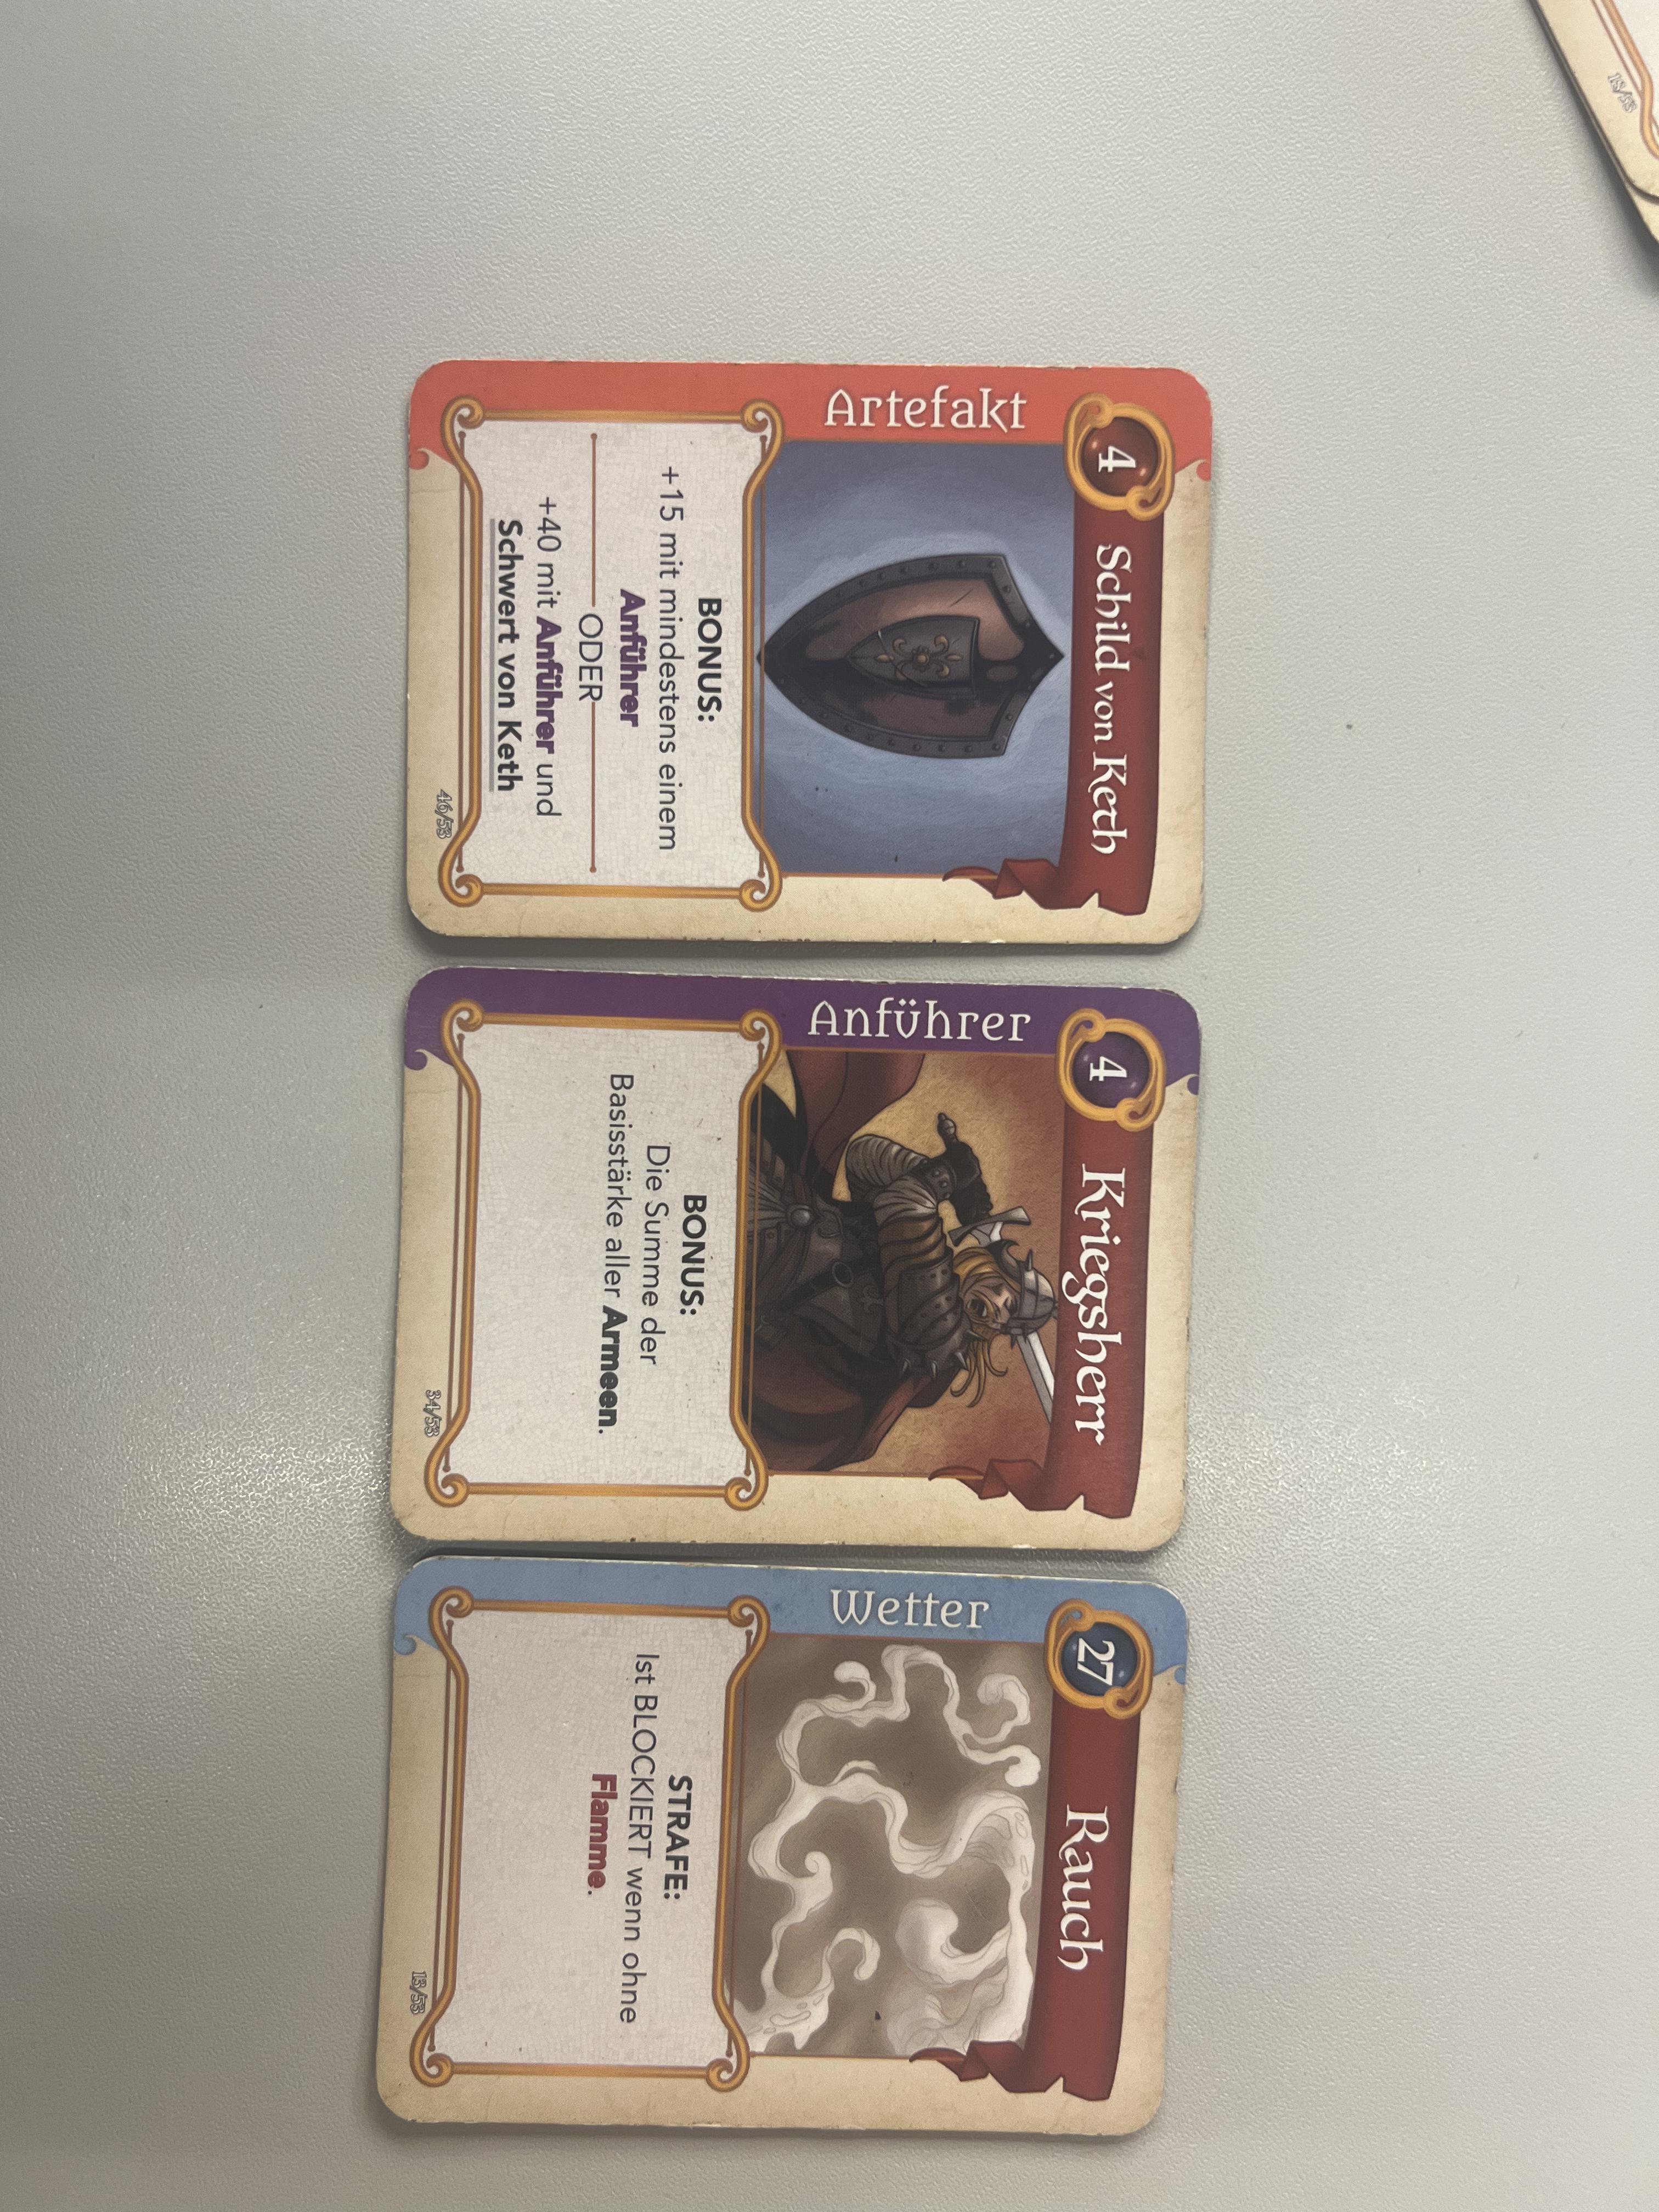 4
Schild von Keth
Artefakt
BONUS:
+15 mit mindestens einem
Anführer
ODER
+40 mit Anführer und
Schwert von Keth
46/53
4
Kriegsherr
Anführer
BONUS:
Die Summe der
Basisstärke aller Armeen.
34/53
27
Rauch
Wetter
STRAFE:
Ist BLOCKIERT wenn ohne
Flamme.
13/53